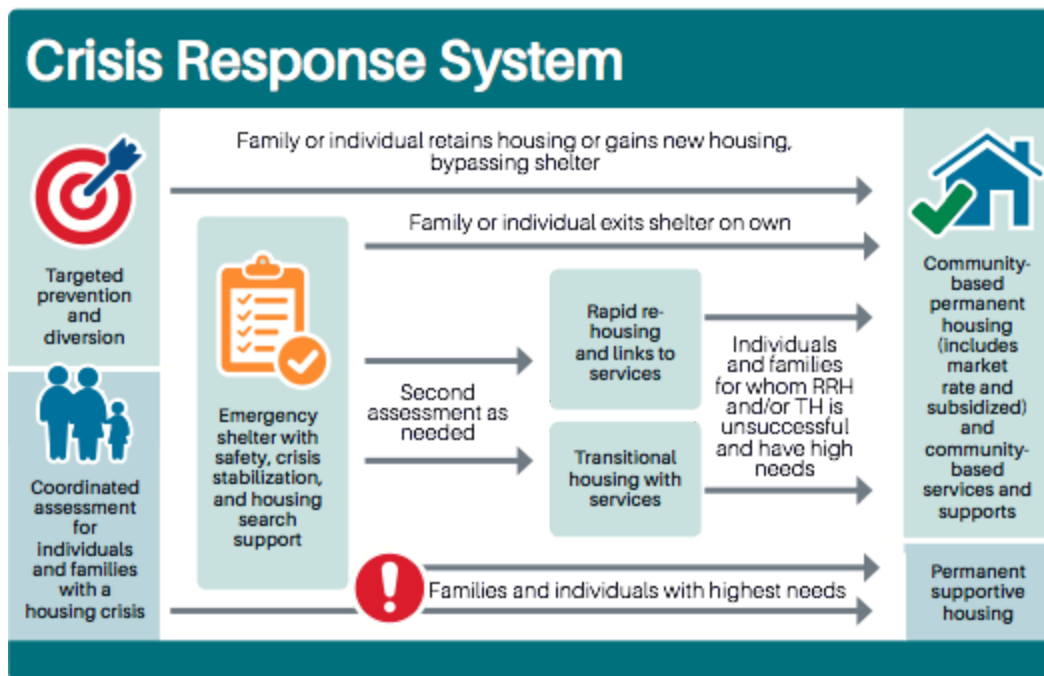 Crisis Response System
Family or individual retains housing or gains new housing,
bypassing shelter
Targeted
prevention
and
diversion
Coordinated
assessment
for
individuals
and families
with a
housing crisis
Emergency
shelter with
safety, crisis
stabilization,
and housing
search
support
Family or individual exits shelter on own
Second
assessment as
needed
Rapid re-
housing
and links to
services
Transitional
housing with
services
Individuals
and families
for whom RRH
and/or TH is
unsuccessful
and have high
needs
Families and individuals with highest needs
Community-
based
permanent
housing
(includes
market
rate and
subsidized)
and
community-
based
services and
supports
Permanent
supportive
housing